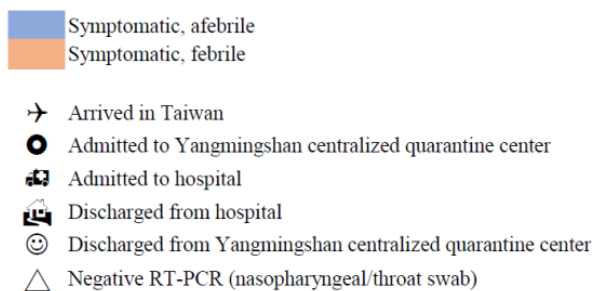 Symptomatic, afebrile
Symptomatic, febrile
Arrived in Taiwan
Admitted to Yangmingshan centralized quarantine center
Admitted to hospital
Discharged from hospital
Discharged from Yangmingshan centralized quarantine center
Negative RT-PCR (nasopharyngeal/throat swab)